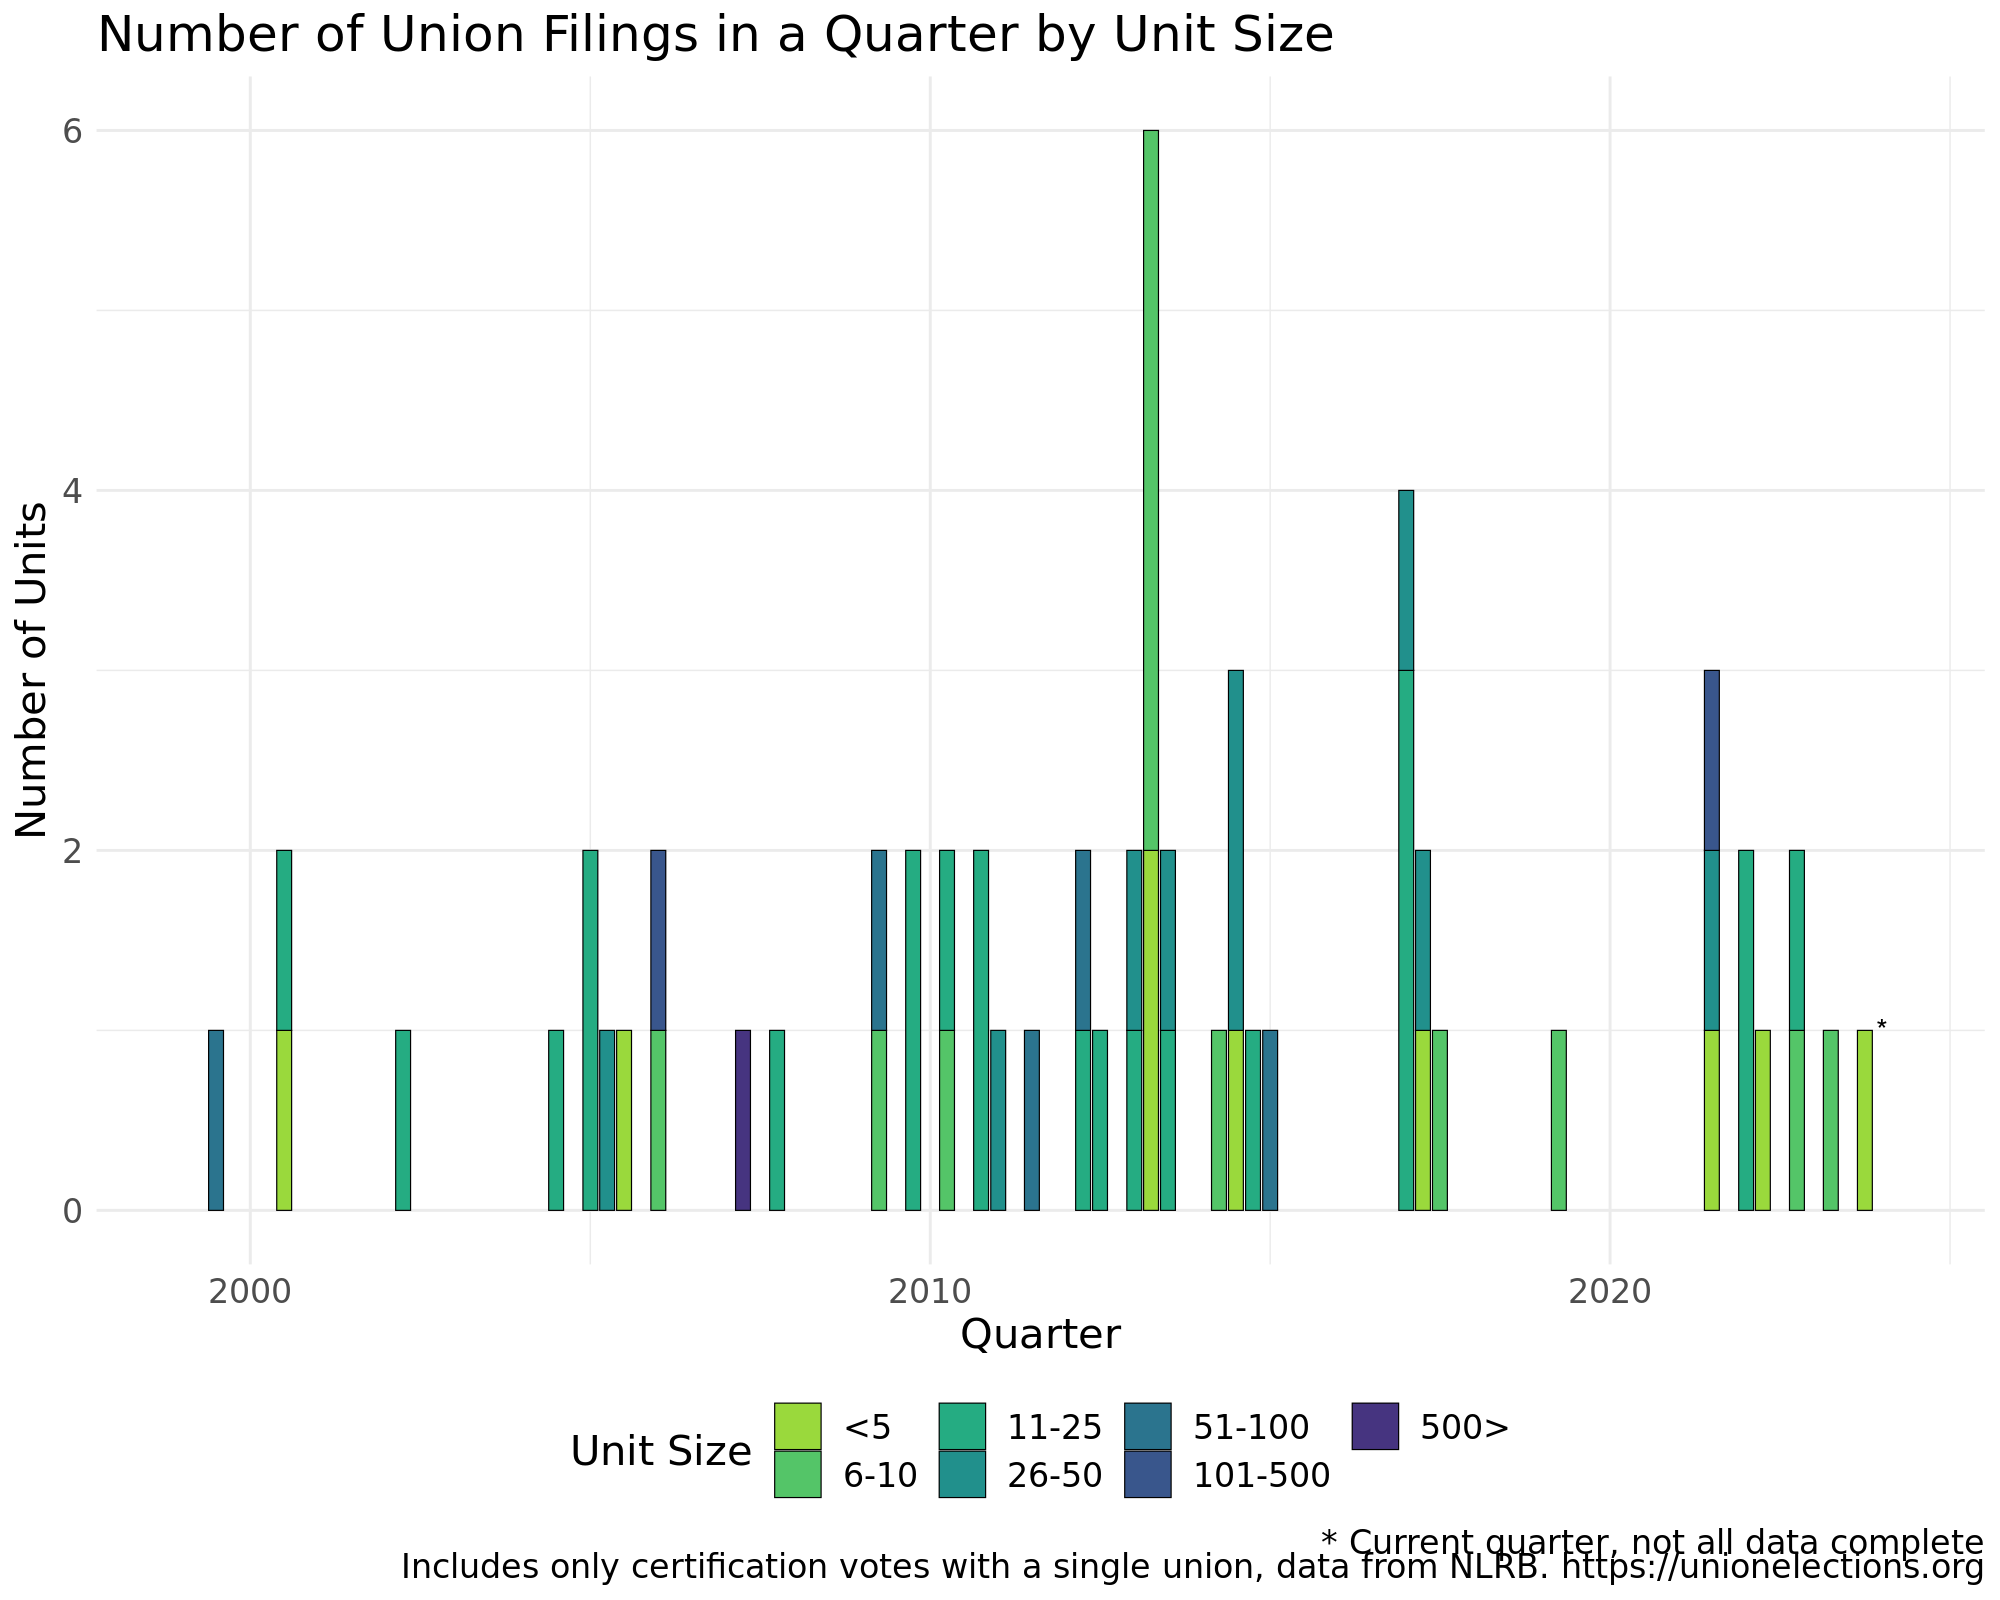 Number of Union Filings in a Quarter by Unit Size
Number of Units
6
4
2
0
*
2000 2010 2020
Quarter
Unit Size
<5 11-25 51-100 500>
6-10 26-50 101-500
* Current quarter, not all data complete
Includes only certification votes with a single union, data from NLRB. https://unionelections.org